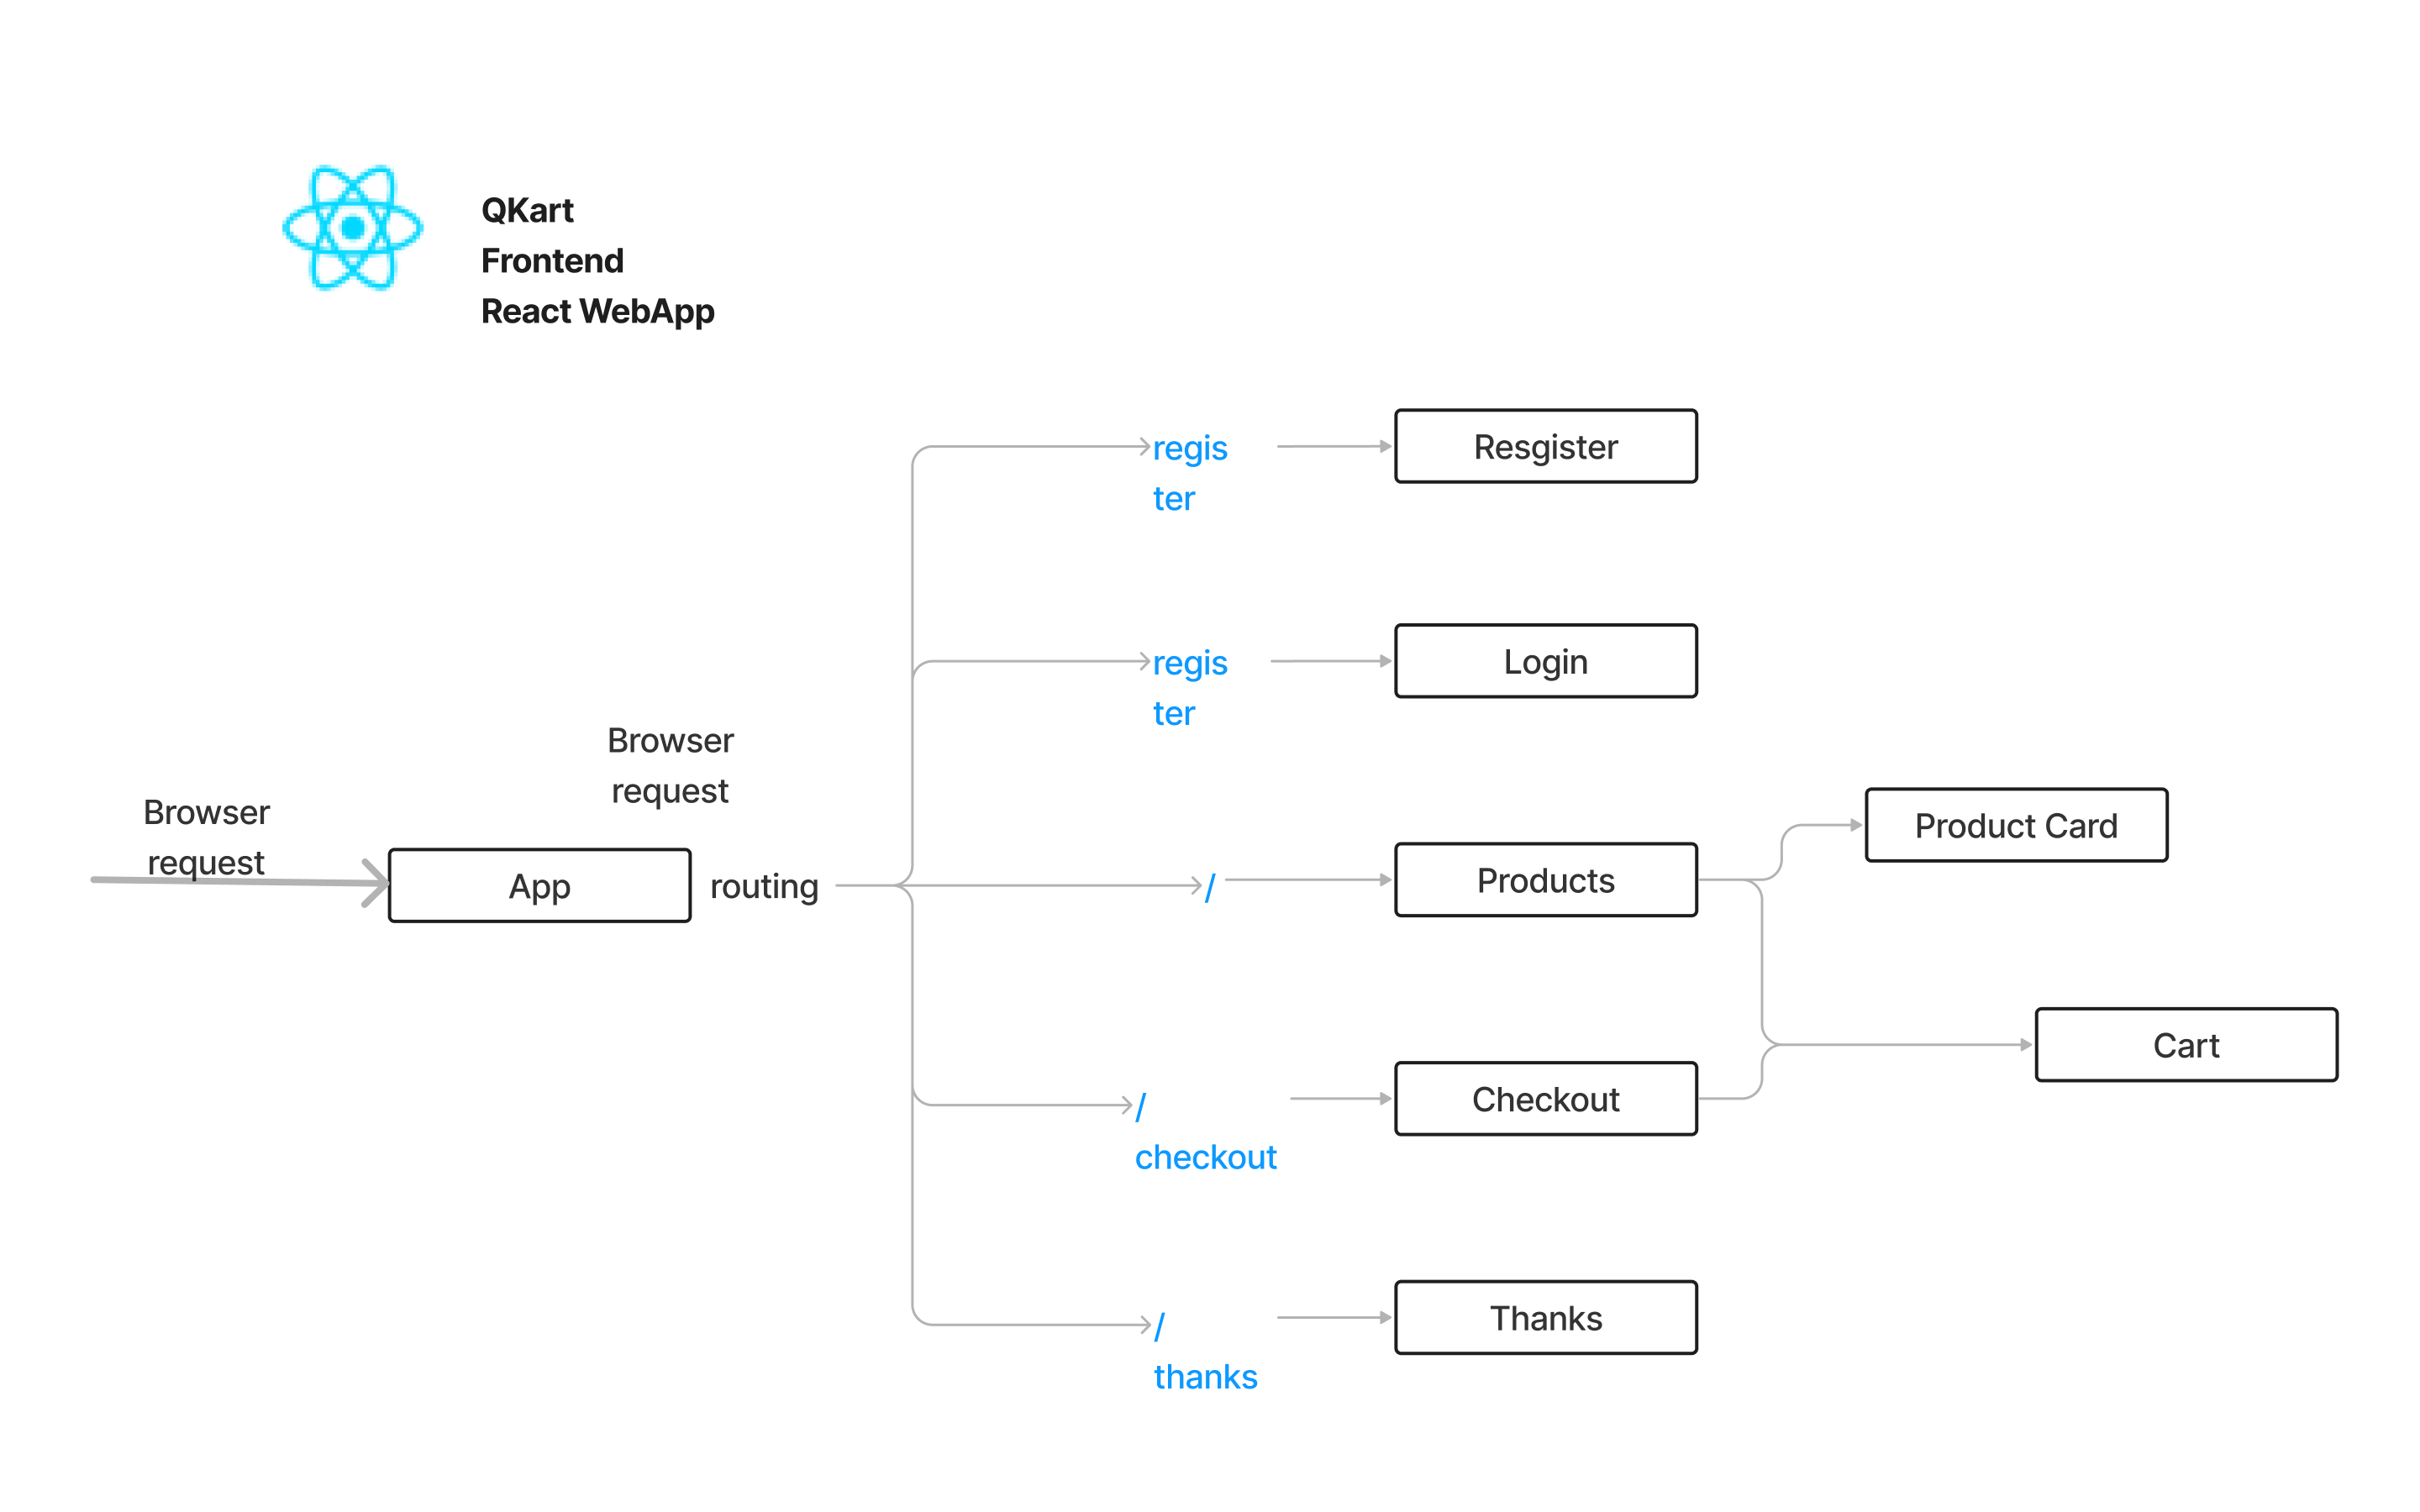 QKart
Frontend
React WebApp
regis
ter
Resgister
regis
ter
Login
Browser
request
Browser
request
App
routing
/
Products
Product Card
Cart
/
checkout
Checkout
/
thanks
Thanks